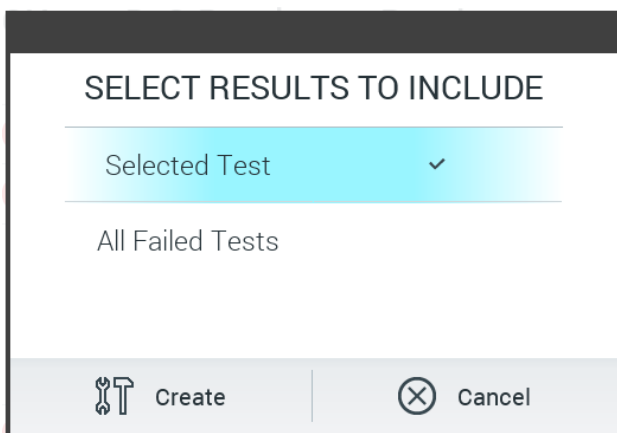 SELECT RESULTS TO INCLUDE
Selected Test
All Failed Tests
Create Cancel